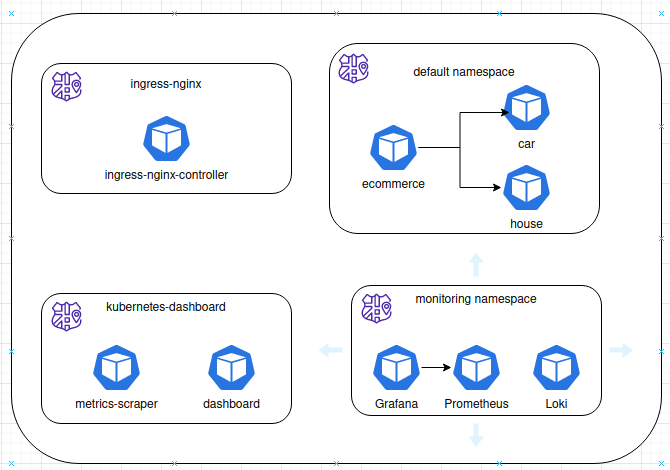 ingress-nginx
ingress-nginx-controller
default namespace
ecommerce
car
house
kubernetes-dashboard
metrics-scraper
dashboard
monitoring namespace
Grafana
Prometheus
Loki